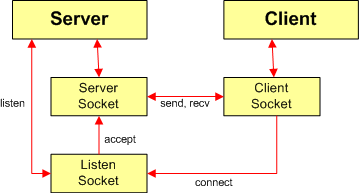 Server
Client
Server
Socket
Client
Socket
listen
send, recv
accept
Listen
Socket
connect